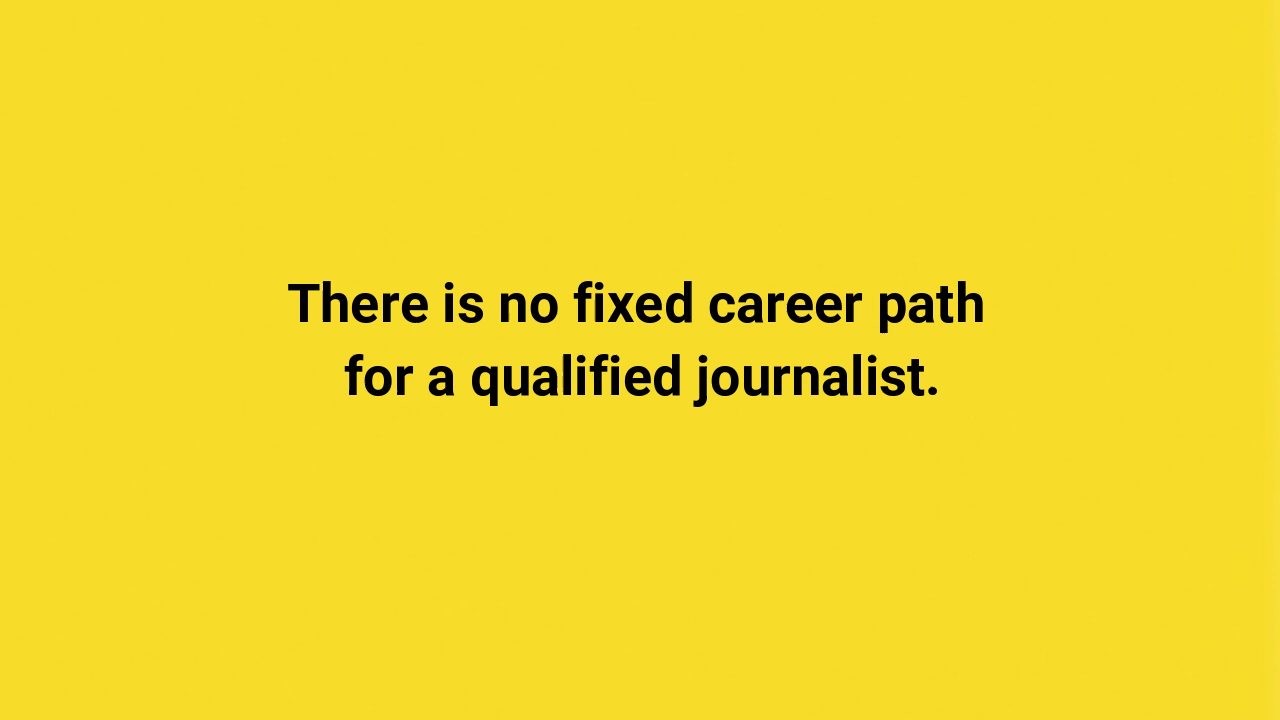 There is no fixed career path
for a qualified journalist.